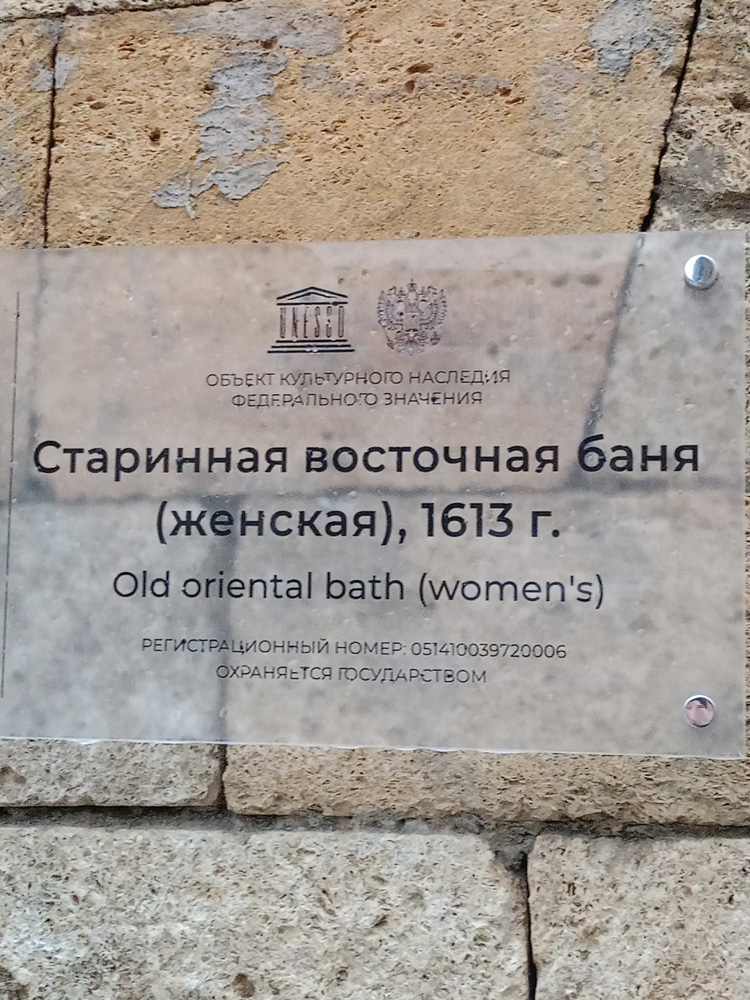 UNESCO
ОБЪЕКТ КУЛЬТУРНОГО НАСЛЕДИЯ
ФЕДЕРАЛЬНОГО ЗНАЧЕНИЯ
Старинная восточная баня
(женская), 1613 г.
Old oriental bath (women's)
РЕГИСТРАЦИОННЫЙ НОМЕР: 051410039720006
ОХРАНЯЕТСЯ ГОСУДАРСТВОМ